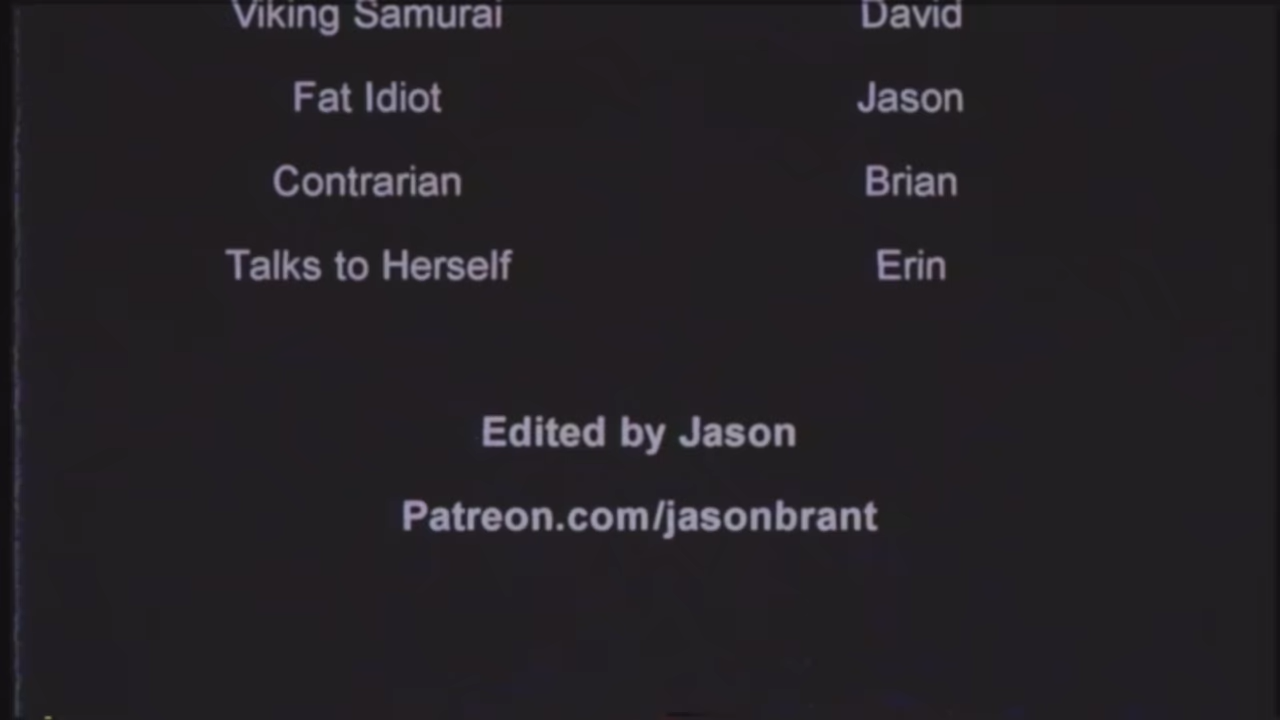 Viking Samurai David
Fat Idiot Jason
Contrarian Brian
Talks to Herself Erin
Edited by Jason
Patreon.com/jasonbrant